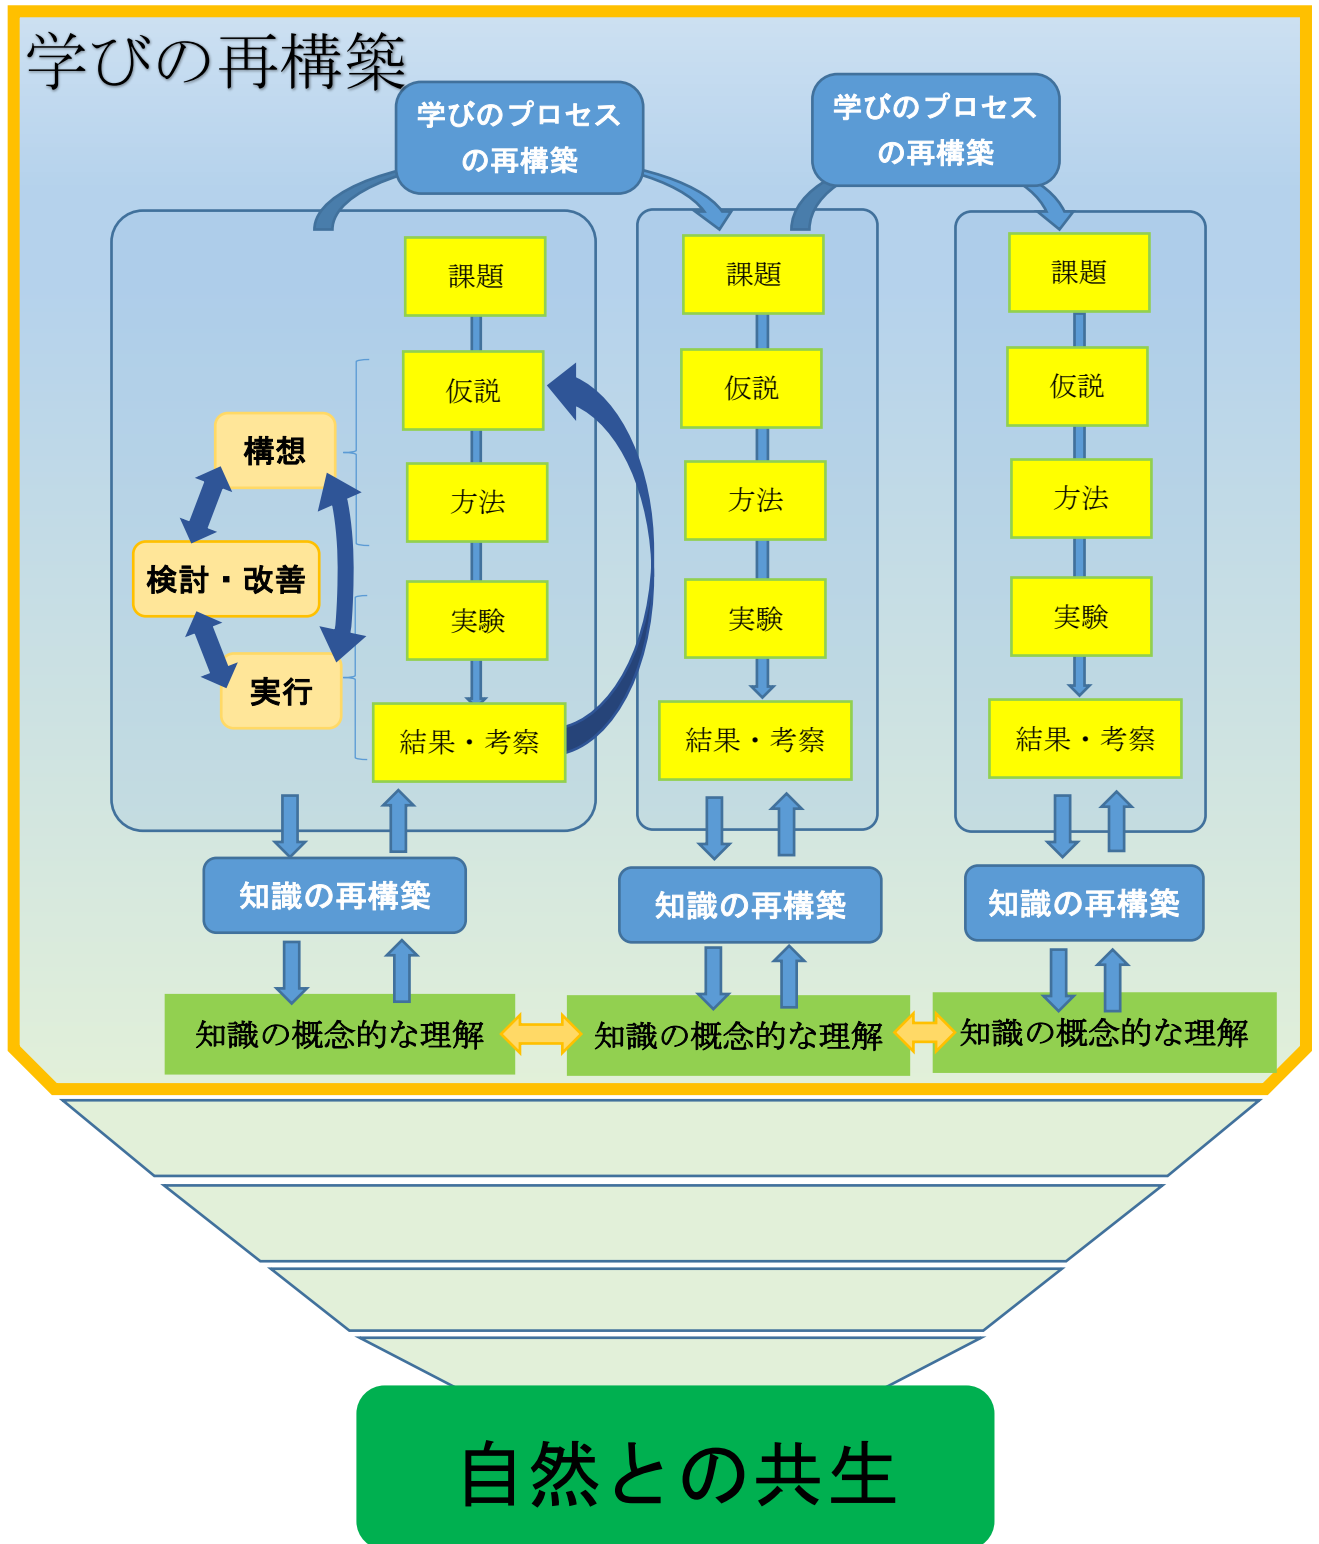 学びの再構築
学びのプロセス
の再構築
学びのプロセス
の再構築
課題
仮説
方法
実験
結果・考察
構想
検討・改善
実行
課題
仮説
方法
実験
結果・考察
課題
仮説
方法
実験
結果・考察
知識の再構築
知識の再構築
知識の再構築
知識の概念的な理解
知識の概念的な理解
知識の概念的な理解
自然との共生